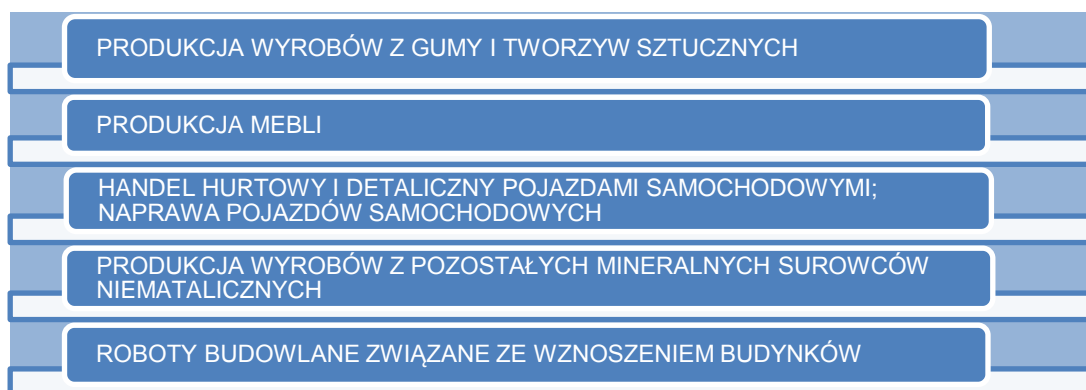 PRODUKCJA WYROBÓW Z GUMY I TWORZYW SZTUCZNYCH
PRODUKCJA MEBLI
HANDEL HURTOWY I DETALICZNY POJAZDAMI SAMOCHODOWYMI;
NAPRAWA POJAZDÓW SAMOCHODOWYCH
PRODUKCJA WYROBÓW Z POZOSTAŁYCH MINERALNYCH SUROWCÓW
NIEMATALICZNYCH
ROBOTY BUDOWLANE ZWIĄZANE ZE WZNOSZENIEM BUDYNKÓW